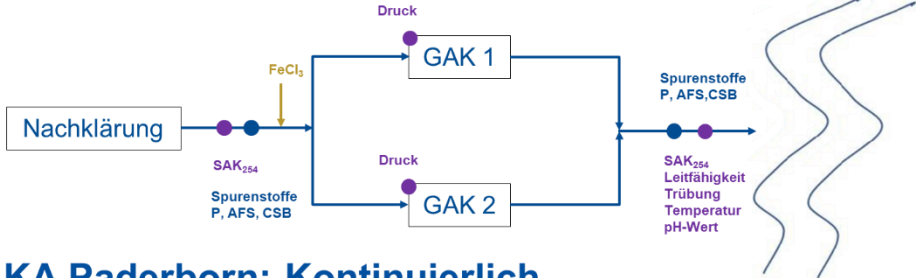 Druck
GAK 1
FeCl₃
Spurenstoffe
P, AFS,CSB
Nachklärung
Druck
SAK₂₅₄
SAK₂₅₄
Leitfähigkeit
Trübung
Temperatur
pH-Wert
Spurenstoffe
P, AFS, CSB
GAK 2
KA Paderborn: Kontinuierlich